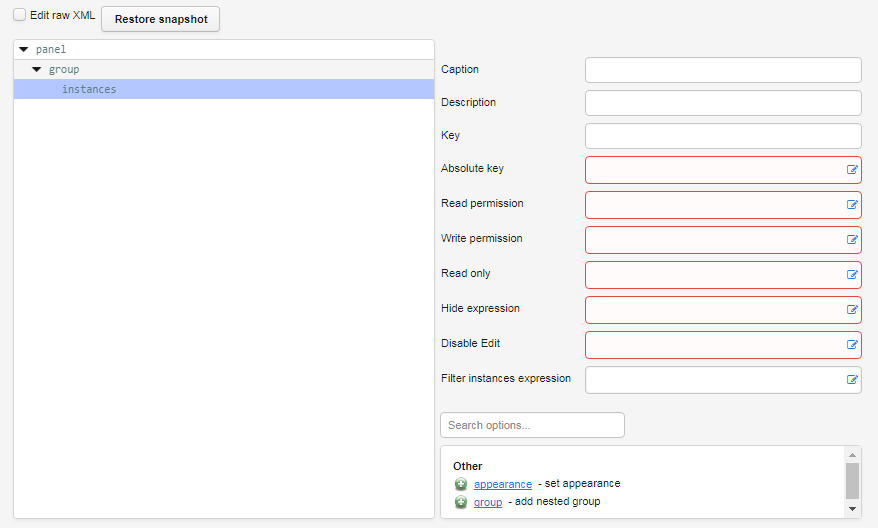 Edit raw XML Restore snapshot
panel
group
instances
Caption
Description
Key
Absolute key
Read permission
Write permission
Read only
Hide expression
Disable Edit
Filter instances expression
Search options...
Other
appearance - set appearance
group - add nested group